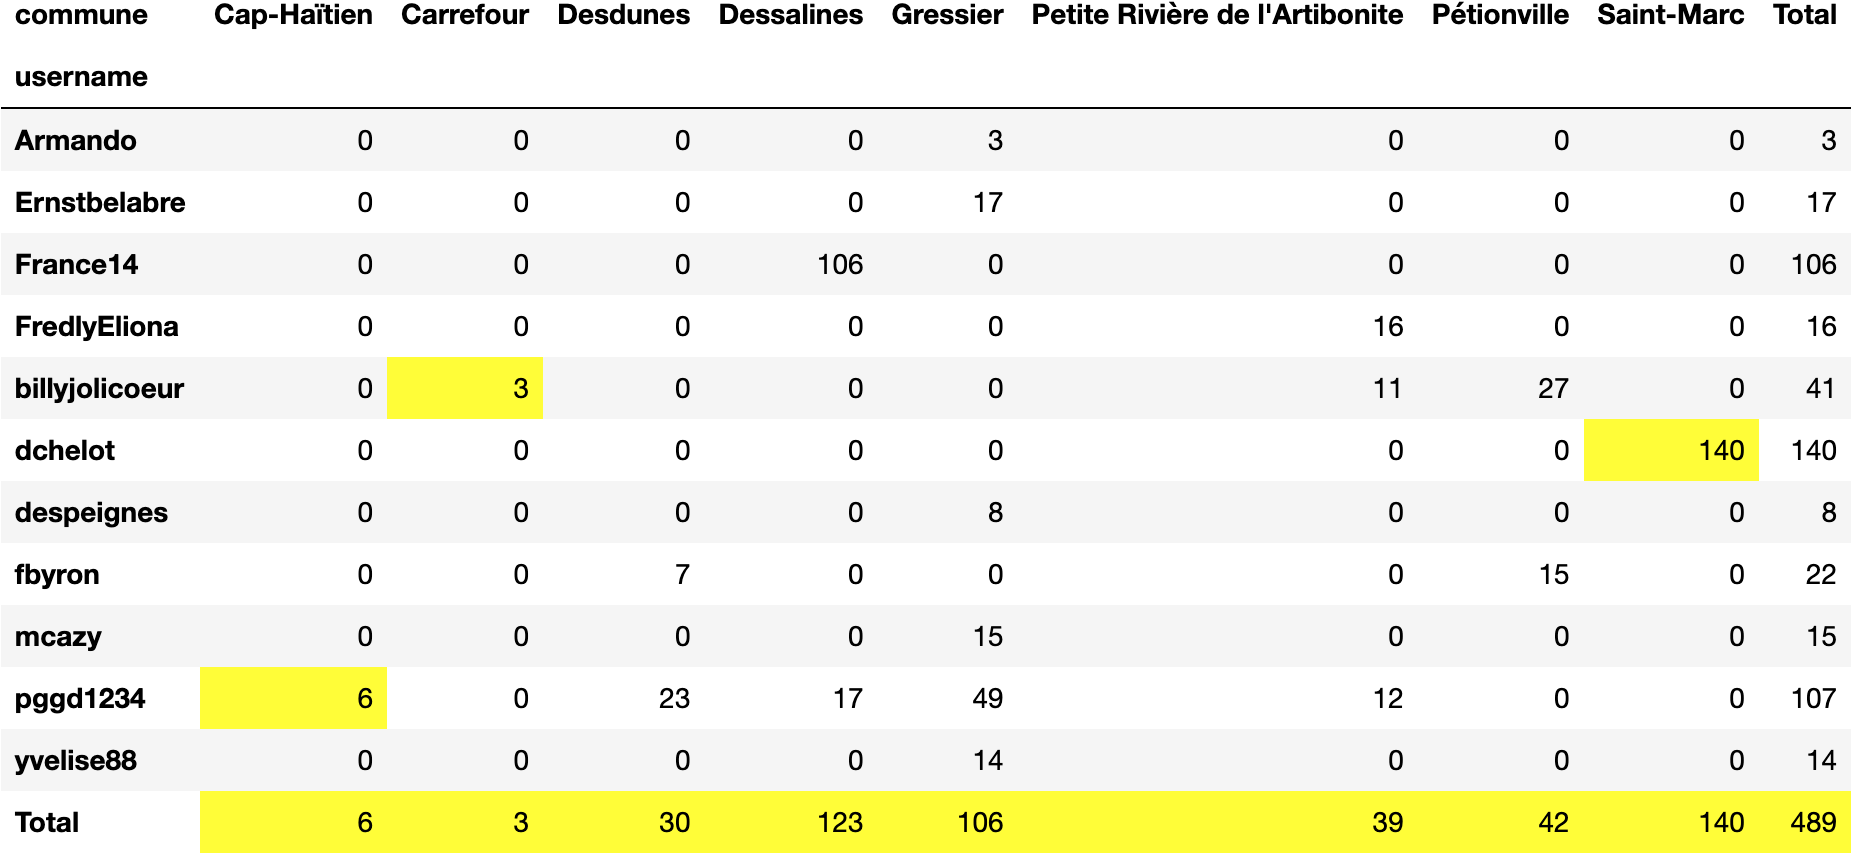 commune Cap-Haïtien Carrefour Desdunes Dessalines Gressier Petite Rivière de l'Artibonite Pétionville Saint-Marc Total
username
Armando 0 0 0 0 3 0 0 0 3
Ernstbelabre 0 0 0 0 17 0 0 0 17
France14 0 0 0 106 0 0 0 0 106
FredlyEliona 0 0 0 0 0 16 0 0 16
billyjolicoeur 0 3 0 0 0 11 27 0 41
dchelot 0 0 0 0 0 0 0 140 140
despeignes 0 0 0 0 8 0 0 0 8
fbyron 0 0 7 0 0 0 15 0 22
mcazy 0 0 0 0 15 0 0 0 15
pggd1234 6 0 23 17 49 12 0 0 107
yvelise88 0 0 0 0 14 0 0 0 14
Total 6 3 30 123 106 39 42 140 489